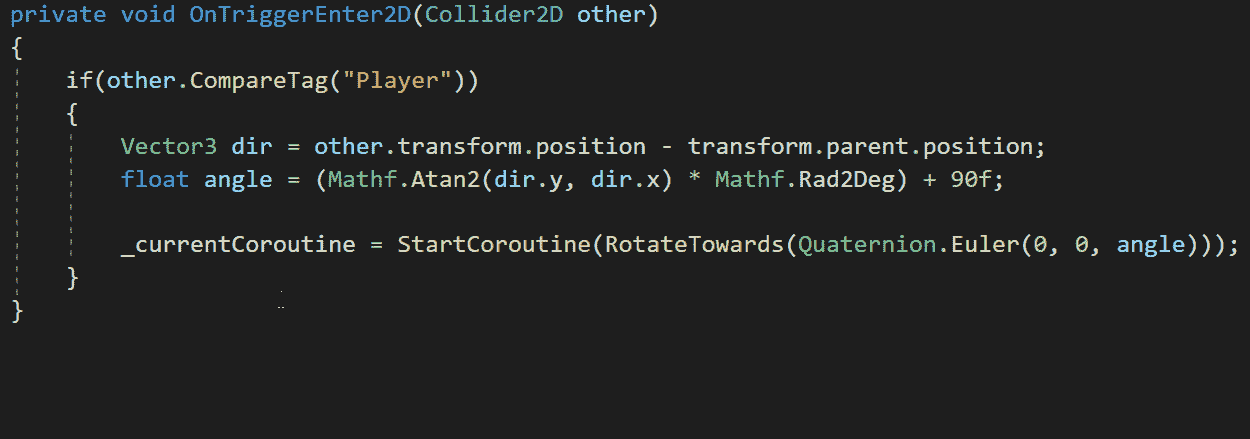 private void OnTriggerEnter2D(Collider2D other)
{
    if(other.CompareTag("Player"))
    {
        Vector3 dir = other.transform.position - transform.parent.position;
        float angle = (Mathf.Atan2(dir.y, dir.x) * Mathf.Rad2Deg) + 90f;
        _currentCoroutine = StartCoroutine(RotateTowards(Quaternion.Euler(0, 0, angle)));
    }
}